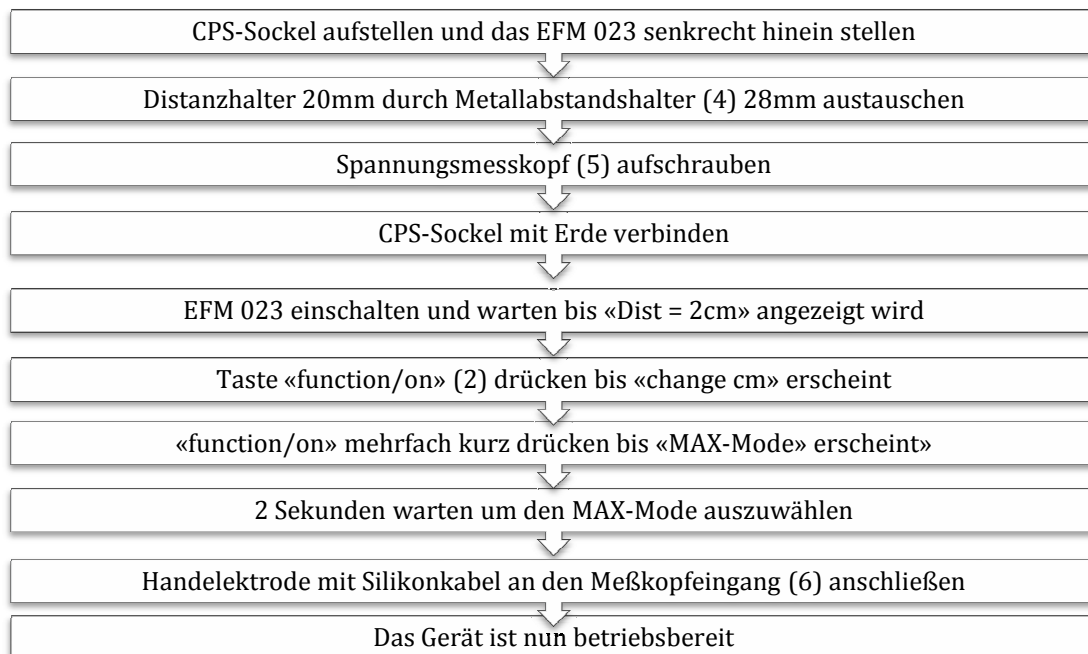 CPS-Sockel aufstellen und das EFM 023 senkrecht hinein stellen
Distanzhalter 20mm durch Metallabstandshalter (4) 28mm austauschen
Spannungsmesskopf (5) aufschrauben
CPS-Sockel mit Erde verbinden
EFM 023 einschalten und warten bis «Dist = 2cm» angezeigt wird
Taste «function/on» (2) drücken bis «change cm» erscheint
«function/on» mehrfach kurz drücken bis «MAX-Mode» erscheint»
2 Sekunden warten um den MAX-Mode auszuwählen
Handelektrode mit Silikonkabel an den Meßkopfeingang (6) anschließen
Das Gerät ist nun betriebsbereit